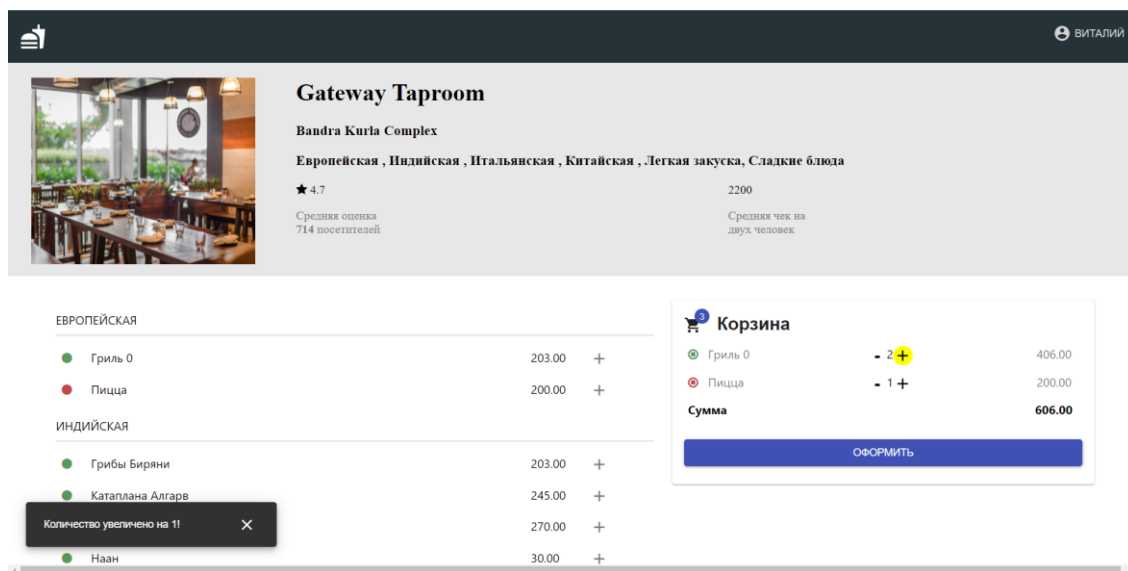 ВИТАЛИЙ
Gateway Taproom
Bandra Kurla Complex
Европейская , Индийская , Итальянская , Китайская , Легкая закуска, Сладкие блюда
4.7
2200
Средняя оценка
714 посетителей
Средняя чек на
двух человек
ЕВРОПЕЙСКАЯ
Гриль 0 203.00 +
Пицца 200.00 +
ИНДИЙСКАЯ
Грибы Биряни 203.00 +
Катаплана Алгарв 245.00 +
270.00 +
Наан 30.00 +
3 Корзина
Гриль 0 - 2 + 406.00
Пицца - 1 + 200.00
Сумма 606.00
ОФОРМИТЬ
Количество увеличено на 1! ×